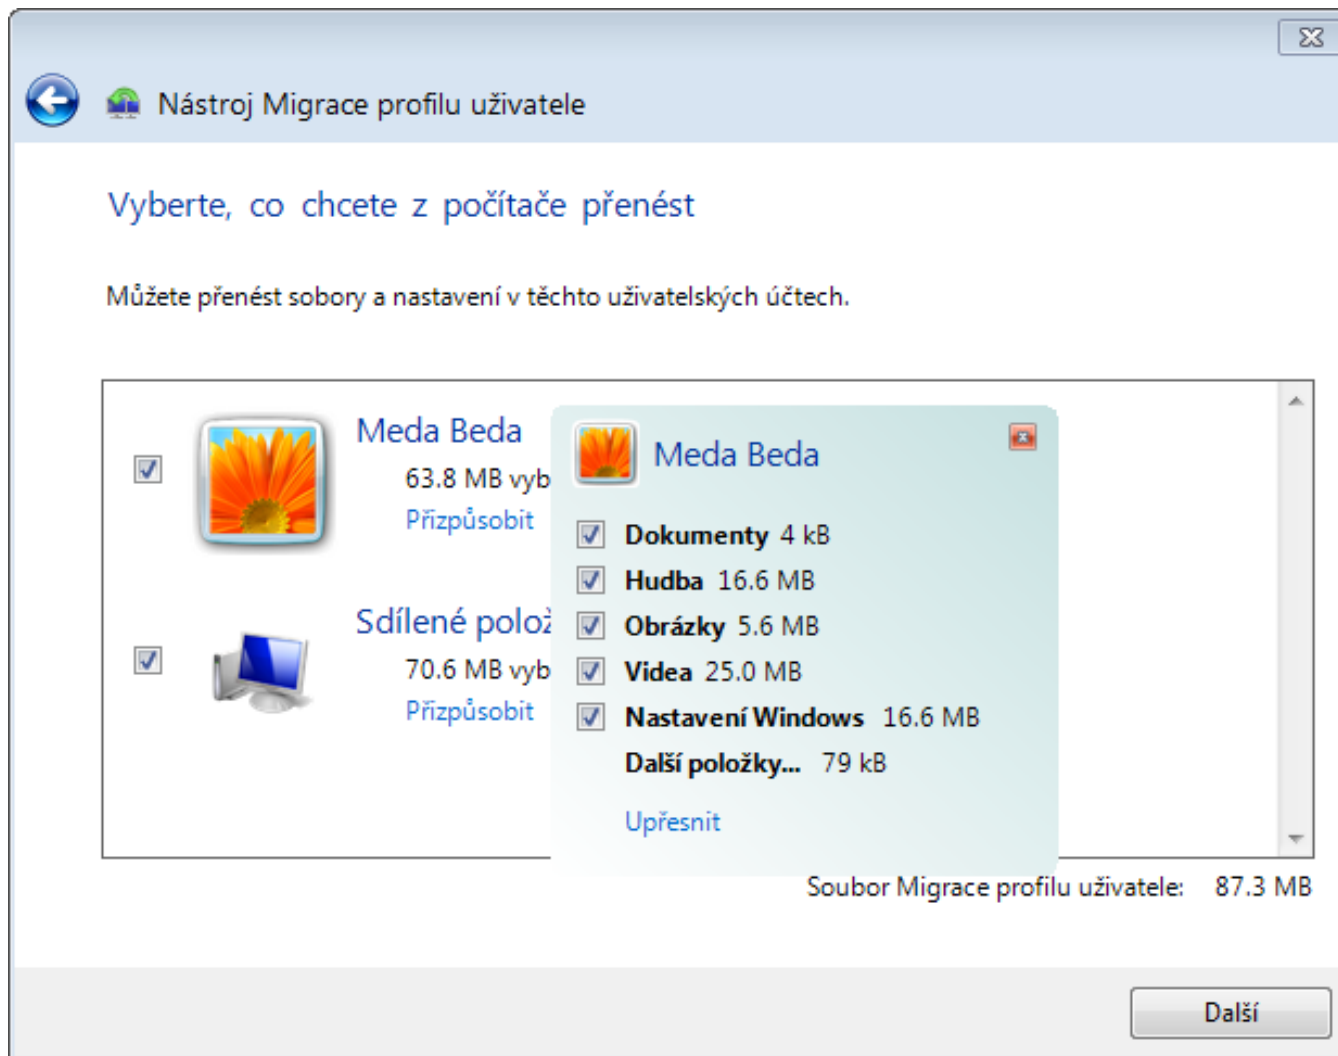 Nástroj Migrace profilu uživatele
Vyberte, co chcete z počítače přenést
Můžete přenést sobory a nastavení v těchto uživatelských účtech.
Meda Beda
63.8 MB vyb
Přizpůsobit
Sdílené polož
70.6 MB vyb
Přizpůsobit
Meda Beda
Dokumenty 4 kB
Hudba 16.6 MB
Obrázky 5.6 MB
Videa 25.0 MB
Nastavení Windows 16.6 MB
Další položky... 79 kB
Upřesnit
Soubor Migrace profilu uživatele: 87.3 MB
Další